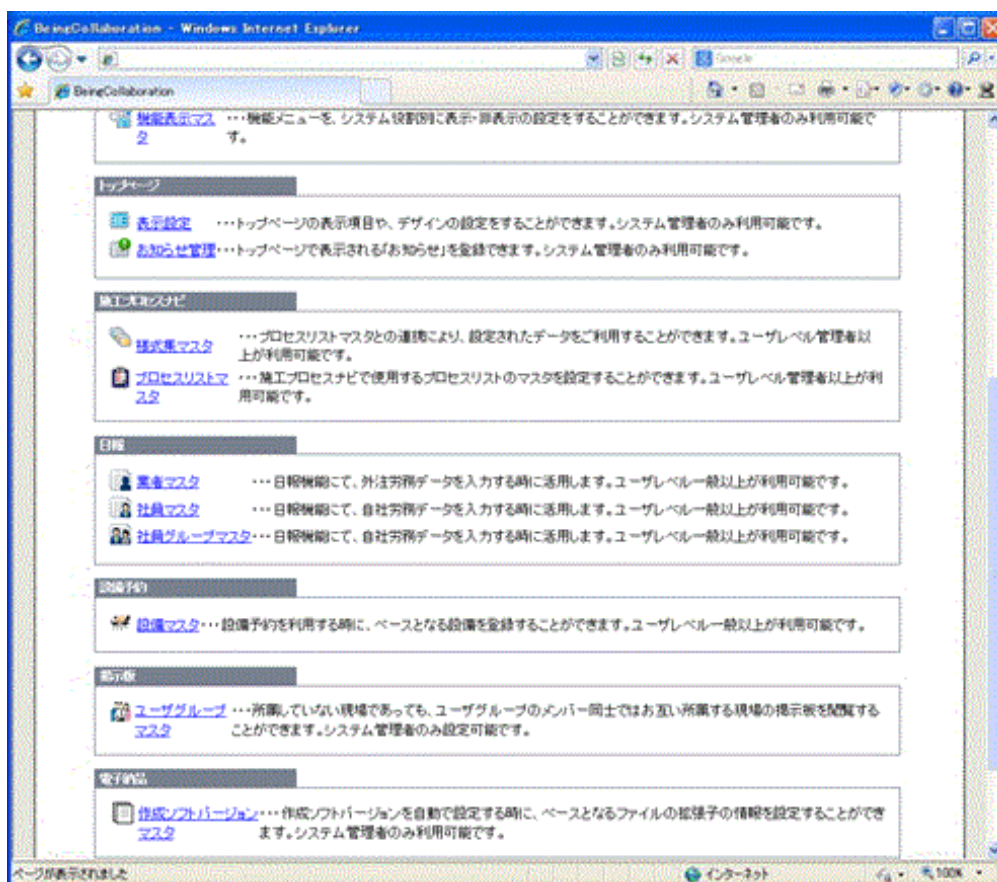 BeingCollaboration - Windows Internet Explorer
Google
BeingCollaboration
機能表示マス ・・・機能メニューを、システム役割別に表示・非表示の設定をすることができます。システム管理者のみ利用可能で
タ す。
トップページ
表示設定 ・・・トップページの表示項目や、デザインの設定をすることができます。システム管理者のみ利用可能です。
お知らせ管理・・・トップページで表示される「お知らせ」を登録できます。システム管理者のみ利用可能です。
施工プロセスナビ
様式集マスタ ・・・プロセスリストマスタとの連携により、設定されたデータをご利用することができます。ユーザレベル管理者以
上が利用可能です。
プロセスリストマ ・・・施工プロセスナビで使用するプロセスリストのマスタを設定することができます。ユーザレベル管理者以上が利
スタ 用可能です。
日報
業者マスタ ・・・日報機能にて、外注労務データを入力する時に活用します。ユーザレベル一般以上が利用可能です。
社員マスタ ・・・日報機能にて、自社労務データを入力する時に活用します。ユーザレベル一般以上が利用可能です。
社員グループマスタ・・・日報機能にて、自社労務データを入力する時に活用します。ユーザレベル一般以上が利用可能です。
設備予約
設備マスタ・・・設備予約を利用する時に、ベースとなる設備を登録することができます。ユーザレベル一般以上が利用可能です。
掲示板
ユーザグループ ・・・所属していない現場であっても、ユーザグループのメンバー同士ではお互い所属する現場の掲示板を閲覧する
マスタ ことができます。システム管理者のみ設定可能です。
電子納品
作成ソフトバージョン・・・作成ソフトバージョンを自動で設定する時に、ベースとなるファイルの拡張子の情報を設定することができ
マスタ ます。システム管理者のみ利用可能です。
ページが表示されました
インターネット
100%